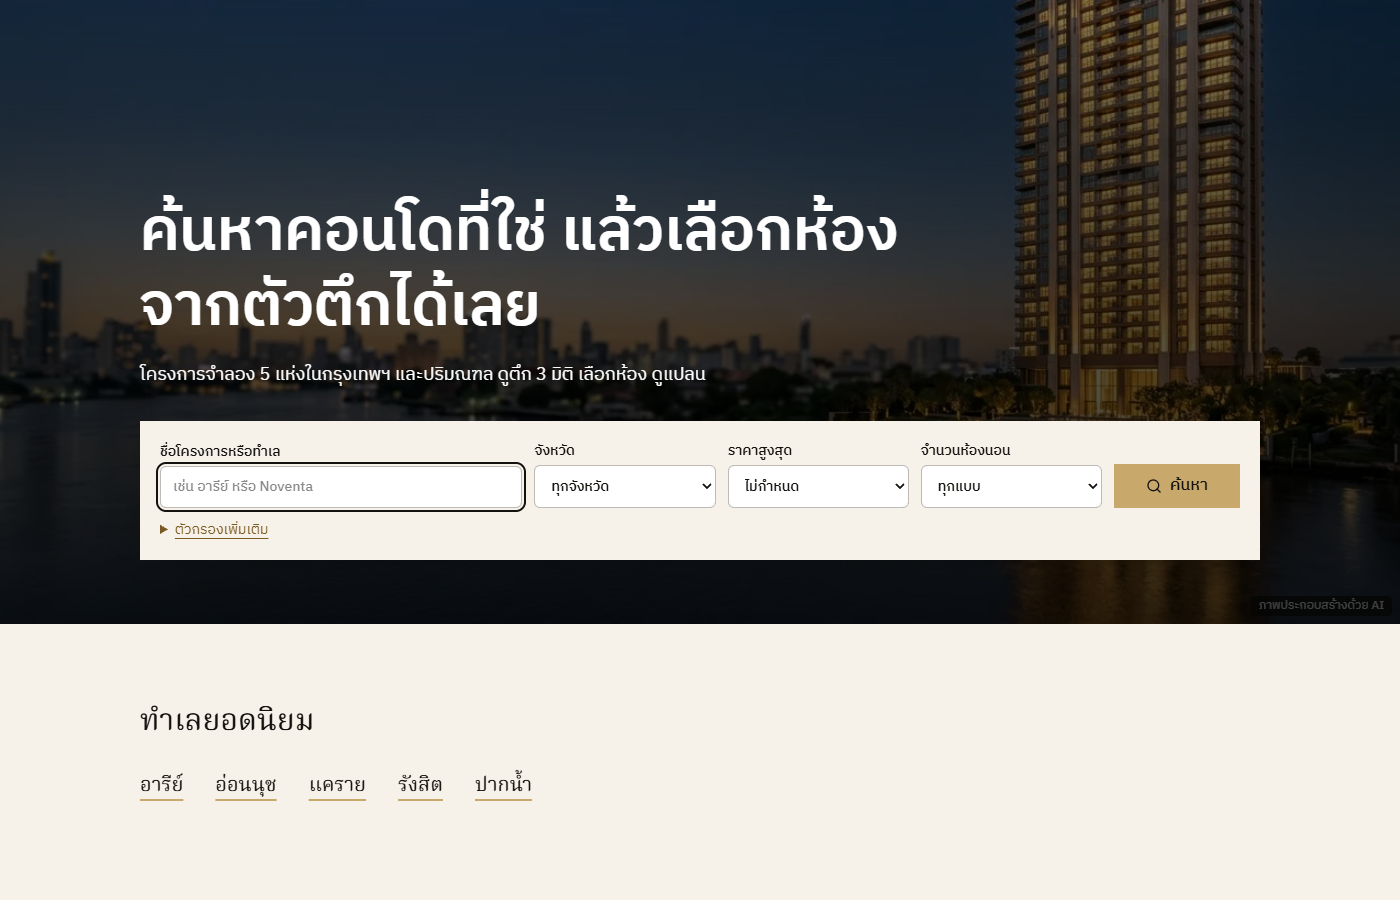 ค้นหาคอนโดที่ใช่ แล้วเลือกห้อง
จากตัวตึกได้เลย
โครงการจำลอง 5 แห่งในกรุงเทพฯ และปริมณฑล ดูตึก 3 มิติ เลือกห้อง ดูแปลน
ชื่อโครงการหรือทำเล
จังหวัด
ราคาสูงสุด
จำนวนห้องนอน
เช่น อารีย์ หรือ Noventa
ทุกจังหวัด
ไม่กำหนด
ทุกแบบ
ค้นหา
ตัวกรองเพิ่มเติม
ภาพประกอบสร้างด้วย AI
ทำเลยอดนิยม
อารีย์ อ่อนนุช แคราย รังสิต ปากน้ำ